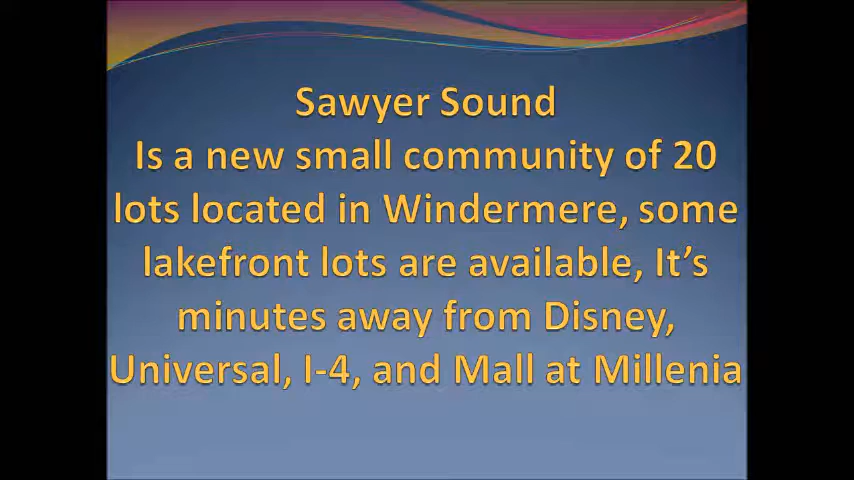 Sawyer Sound
Is a new small community of 20
lots located in Windermere, some
lakefront lots are available, It’s
minutes away from Disney,
Universal, I-4, and Mall at Millenia